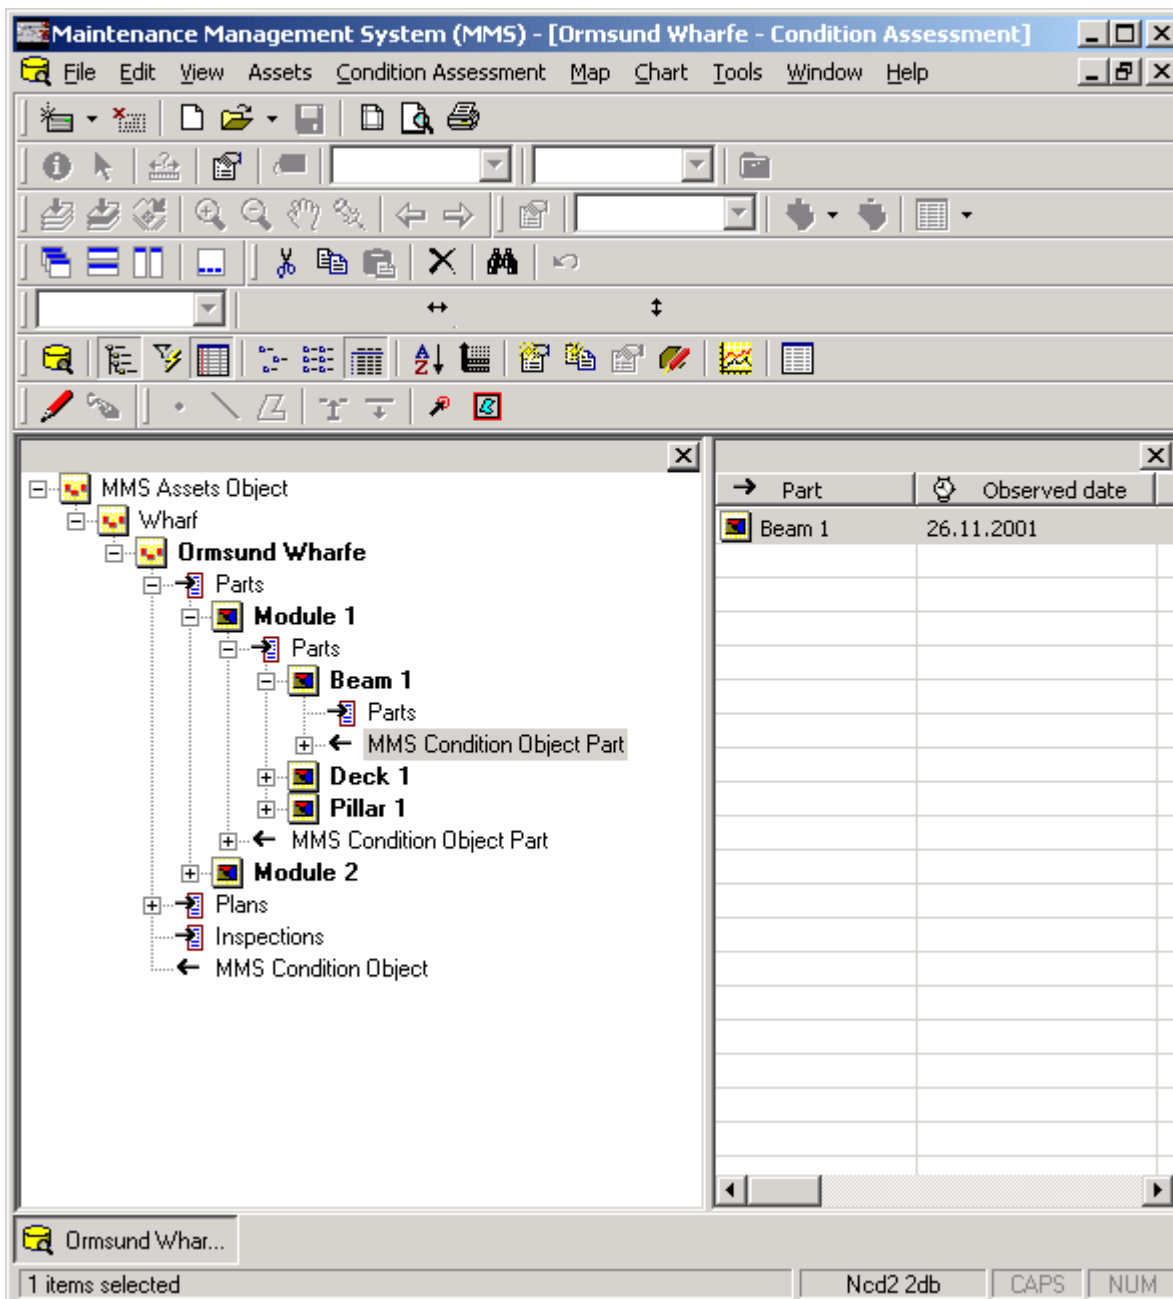 Maintenance Management System (MMS) - [Ormsund Wharfe - Condition Assessment]
File Edit View Assets Condition Assessment Map Chart Tools Window Help
MMS Assets Object
Wharf
Ormsund Wharfe
Parts
Module 1
Parts
Beam 1
Parts
MMS Condition Object Part
Deck 1
Pillar 1
MMS Condition Object Part
Module 2
Plans
Inspections
MMS Condition Object
Part Observed date
Beam 1 26.11.2001
Ormsund Whar...
1 items selected Ncd2 2db CAPS NUM